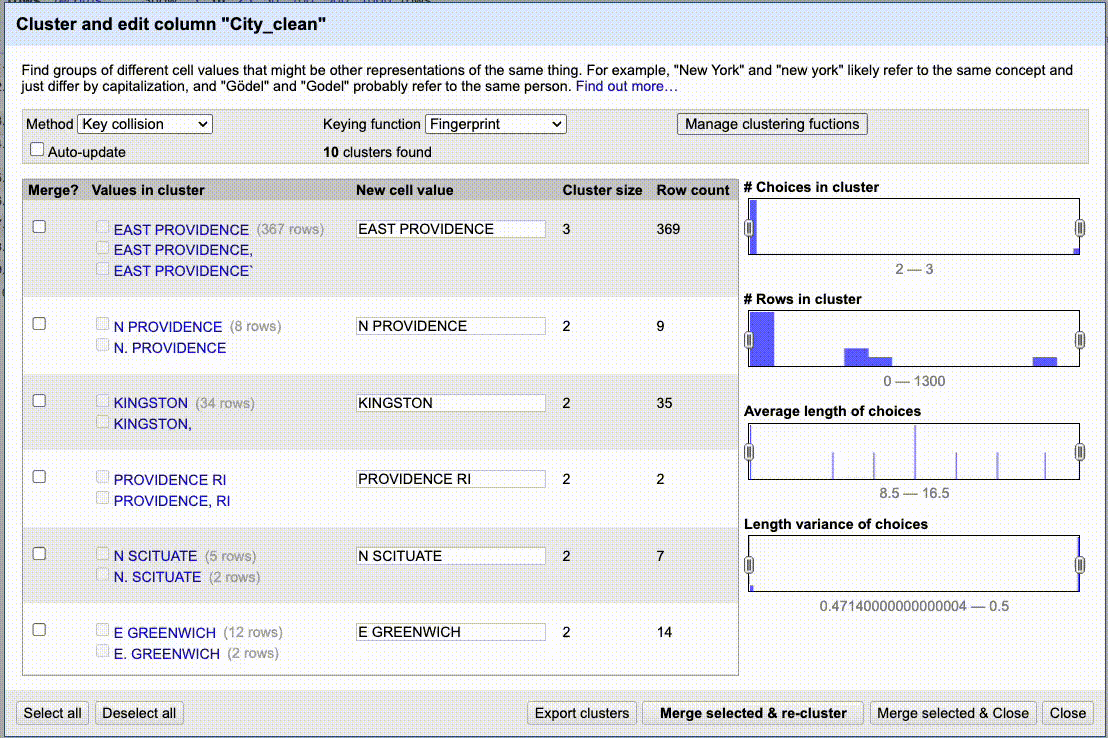 Cluster and edit column "City_clean"
Find groups of different cell values that might be other representations of the same thing. For example, "New York" and "new york" likely refer to the same concept and
just differ by capitalization, and "Gödel" and "Godel" probably refer to the same person. Find out more…
Method Key collision Keying function Fingerprint Manage clustering fuctions
Auto-update 10 clusters found
Merge? Values in cluster New cell value Cluster size Row count
EAST PROVIDENCE (367 rows) EAST PROVIDENCE 3 369
EAST PROVIDENCE,
EAST PROVIDENCE`
N PROVIDENCE (8 rows) N PROVIDENCE 2 9
N. PROVIDENCE
KINGSTON (34 rows) KINGSTON 2 35
KINGSTON,
PROVIDENCE RI PROVIDENCE RI 2 2
PROVIDENCE, RI
N SCITUATE (5 rows) N SCITUATE 2 7
N. SCITUATE (2 rows)
E GREENWICH (12 rows) E GREENWICH 2 14
E. GREENWICH (2 rows)
# Choices in cluster
2 — 3
# Rows in cluster
0 — 1300
Average length of choices
8.5 — 16.5
Length variance of choices
0.47140000000000004 — 0.5
Select all Deselect all Export clusters Merge selected & re-cluster Merge selected & Close Close